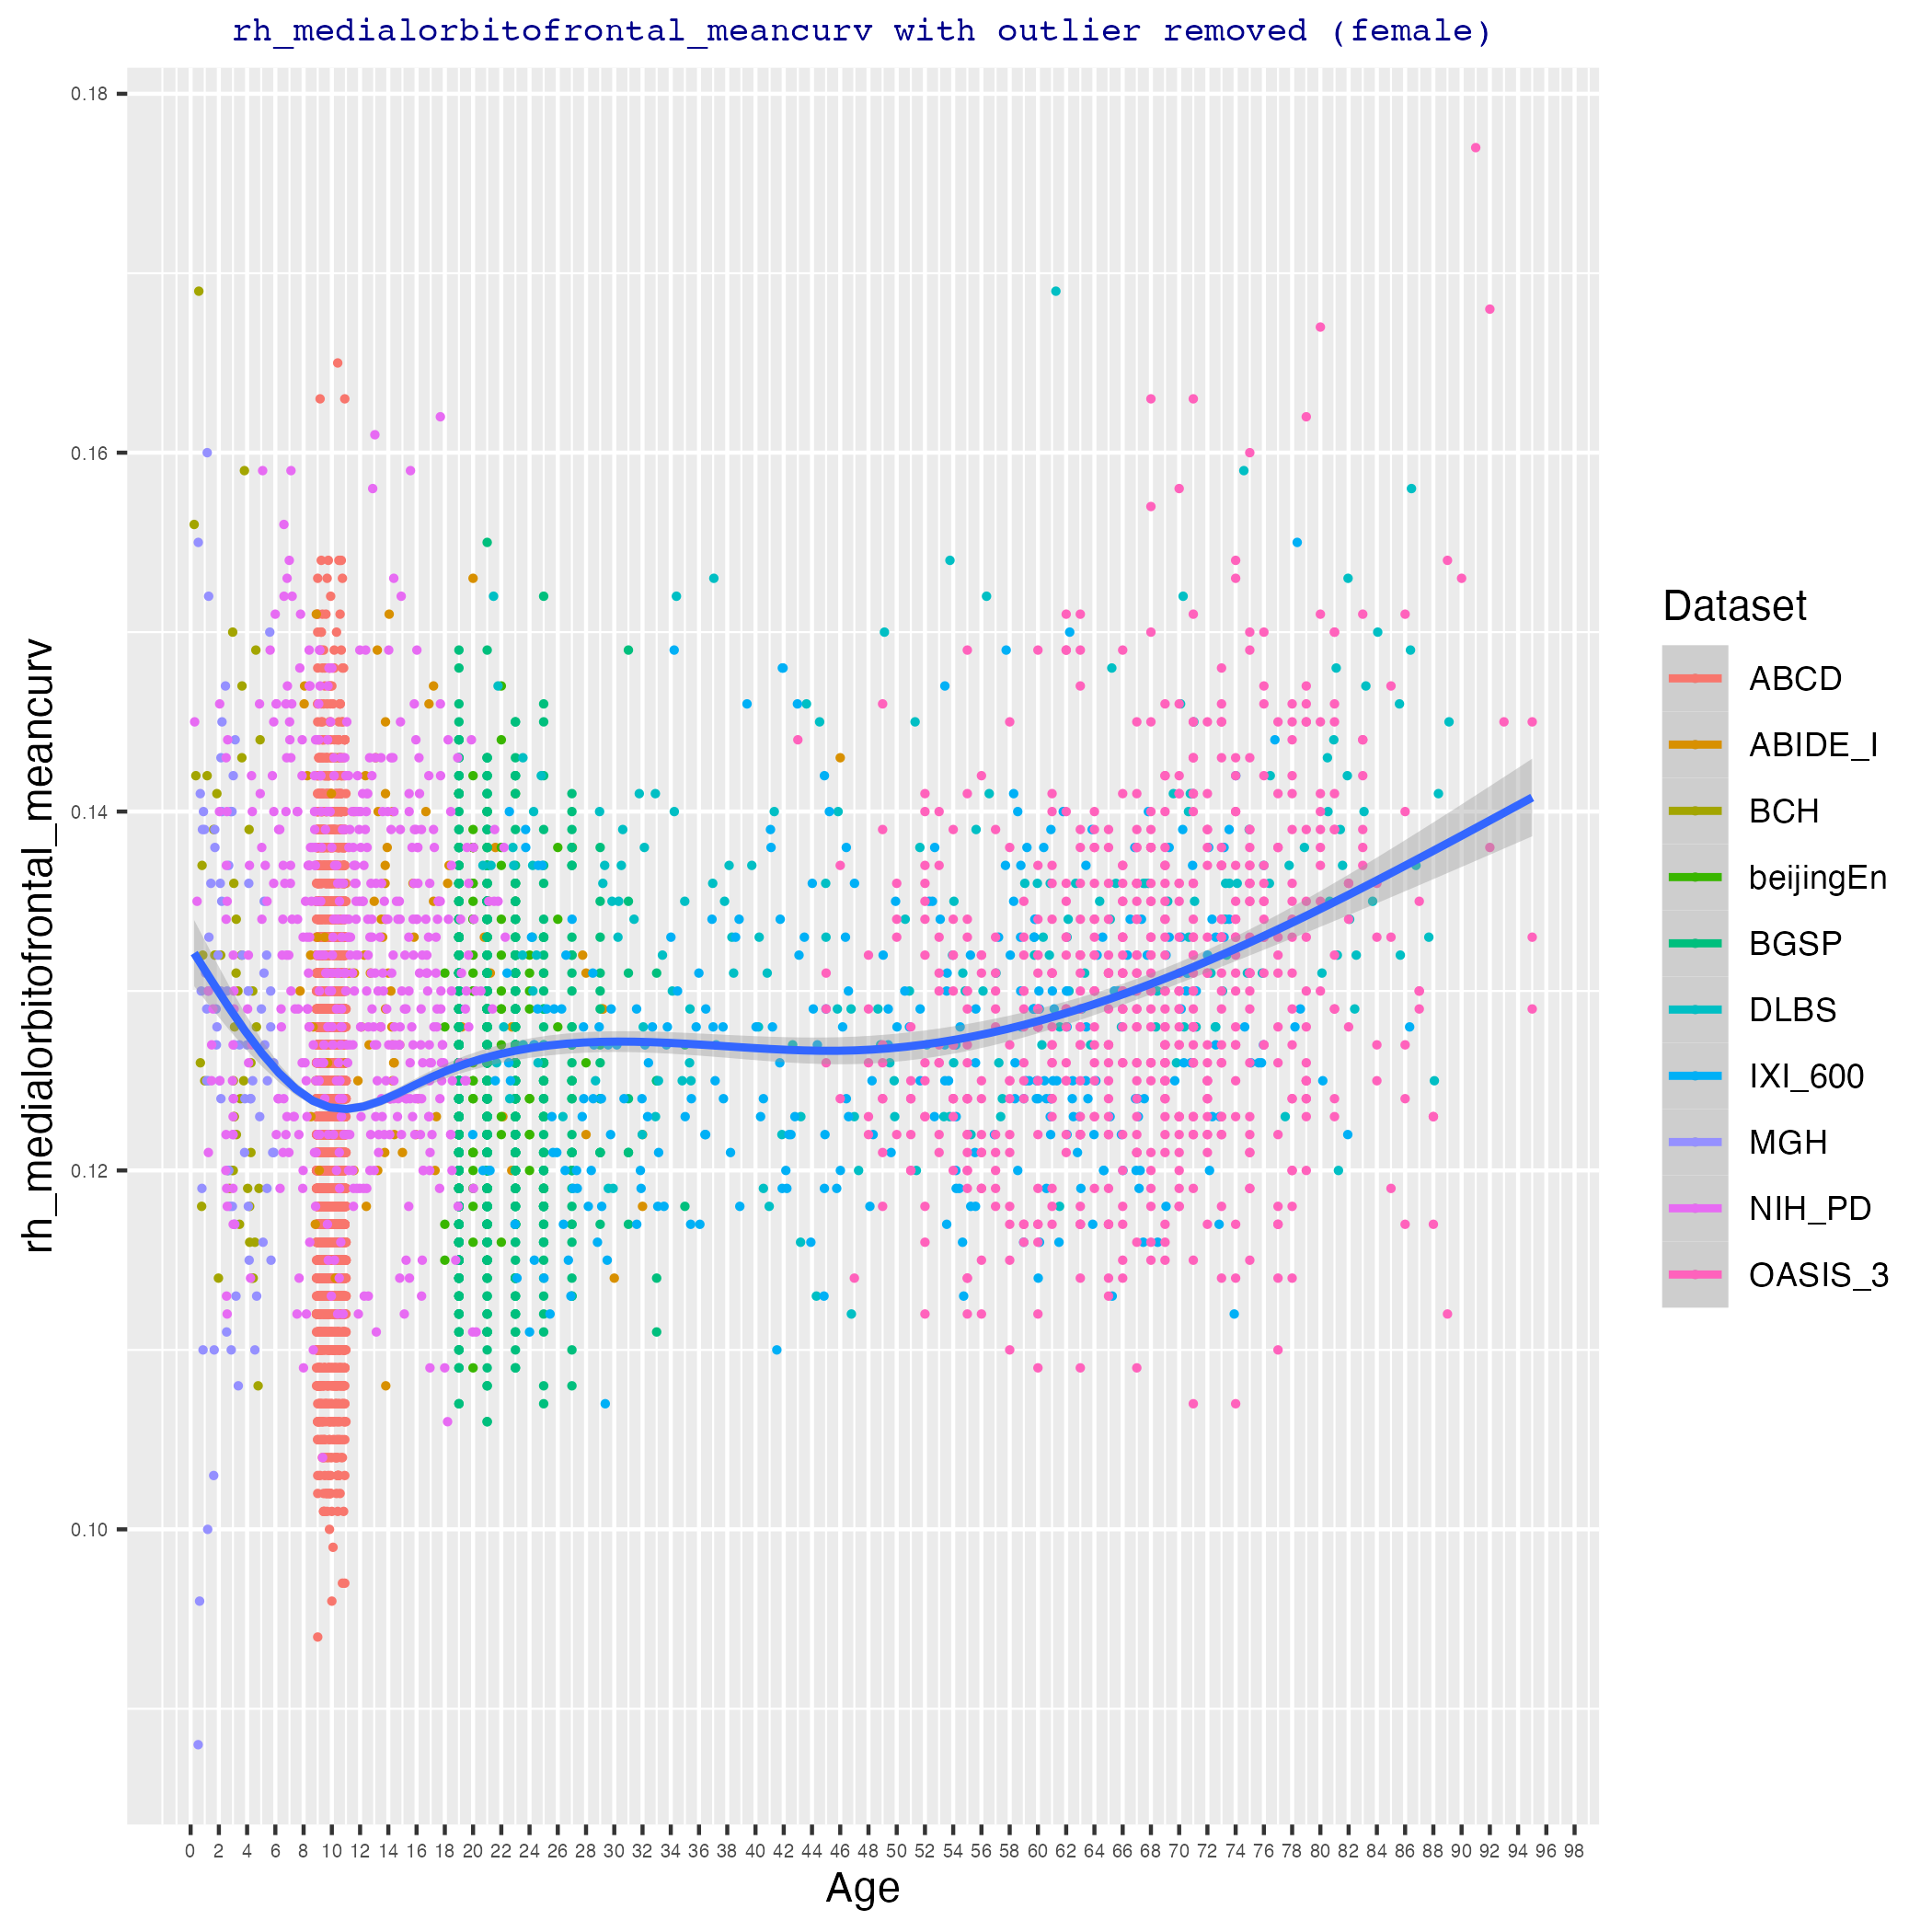 rh_medialorbitofrontal_meancurv with outlier removed (female)
rh_medialorbitofrontal_meancurv
0.18
0.16
0.14
0.12
0.10
0 2 4 6 8 10 12 14 16 18 20 22 24 26 28 30 32 34 36 38 40 42 44 46 48 50 52 54 56 58 60 62 64 66 68 70 72 74 76 78 80 82 84 86 88 90 92 94 96 98
Age
Dataset
ABCD
ABIDE_I
BCH
beijingEn
BGSP
DLBS
IXI_600
MGH
NIH_PD
OASIS_3